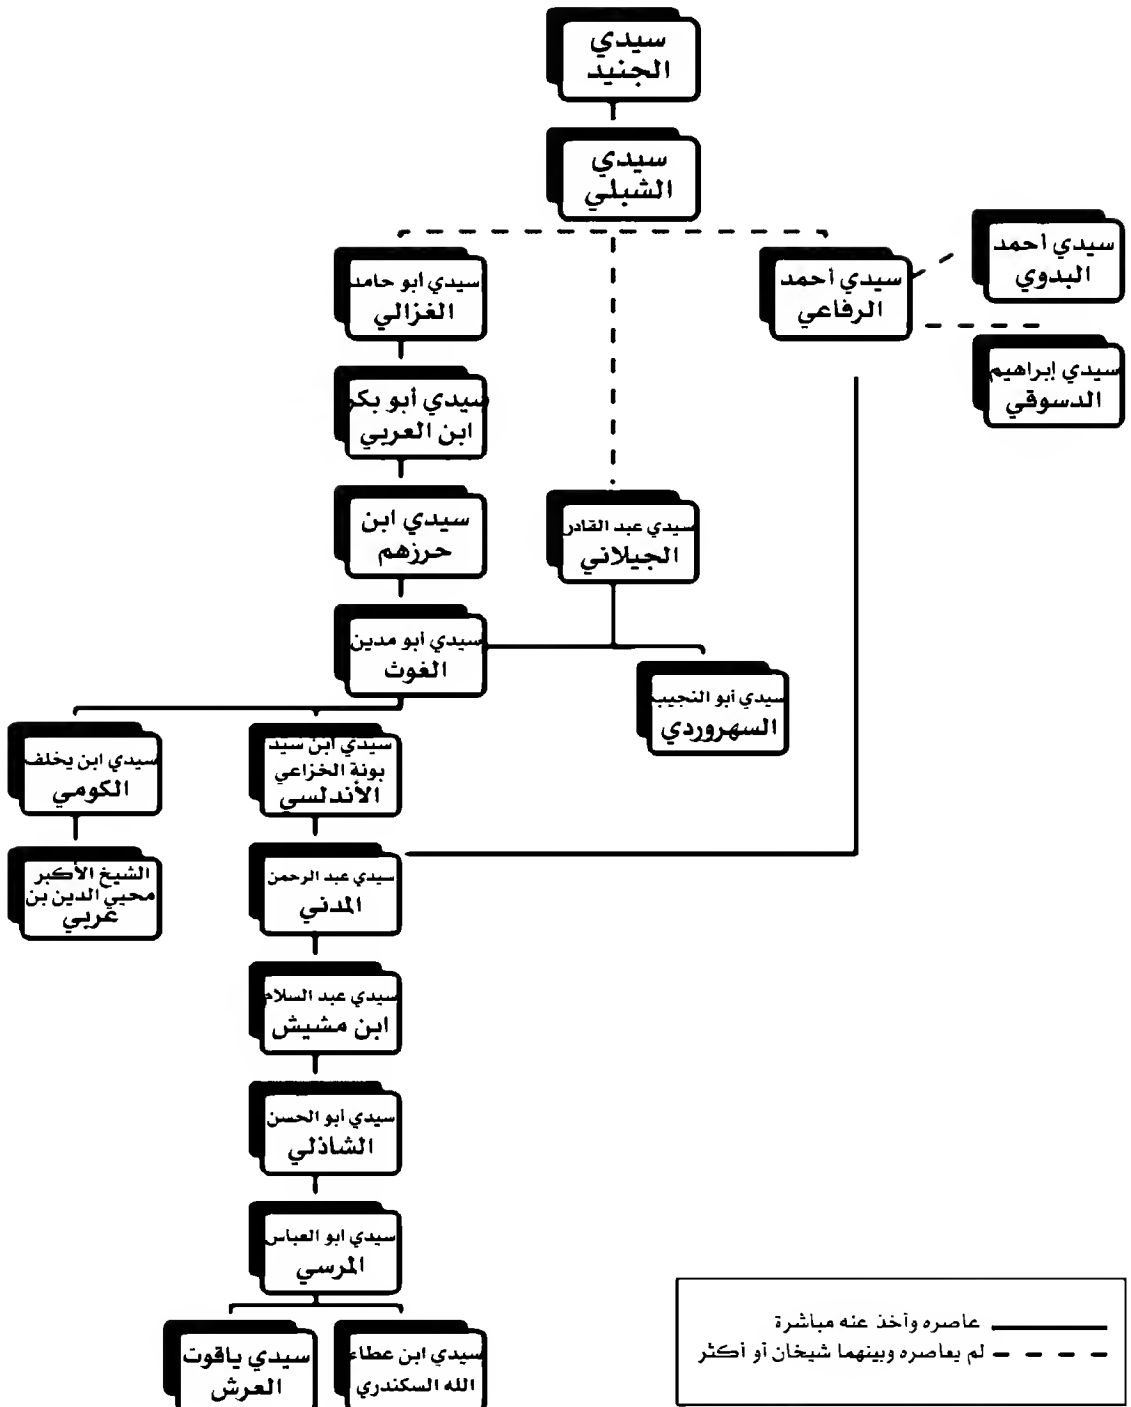 سيدي
الجنيد
سيدي
الشبلي
سيدي أحمد
البدوي
سيدي أحمد
الرفاعي
سيدي أبو حامد
الغزالي
سيدي إبراهيم
الدسوقي
سيدي أبو بكر
ابن العربي
سيدي ابن
حرزهم
سيدي عبد القادر
الجيلاني
سيدي أبو مدين
الغوث
سيدي أبو النجيب
السهروردي
سيدي ابن سيد
بونة الخزاعي
الأندلسي
سيدي ابن يخلف
الكومي
سيدي عبد الرحمن
المدني
الشيخ الأكبر
محيي الدين بن
عربي
سيدي عبد السلام
ابن مشيش
سيدي أبو الحسن
الشاذلي
سيدي ابو العباس
المرسي
سيدي ابن عطاء
الله السكندري
سيدي ياقوت
العرش
عاصره وأخذ عنه مباشرة
لم يعاصره وبينهما شيخان أو أكثر